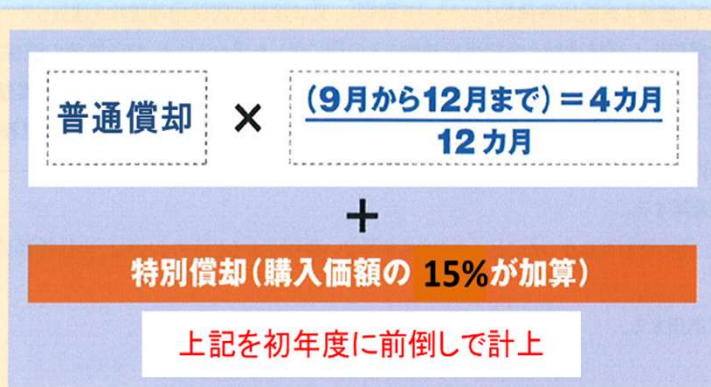 普通償却 × (9月から12月まで)=4カ月
12カ月
+
特別償却(購入価額の 15%が加算)
上記を初年度に前倒しで計上